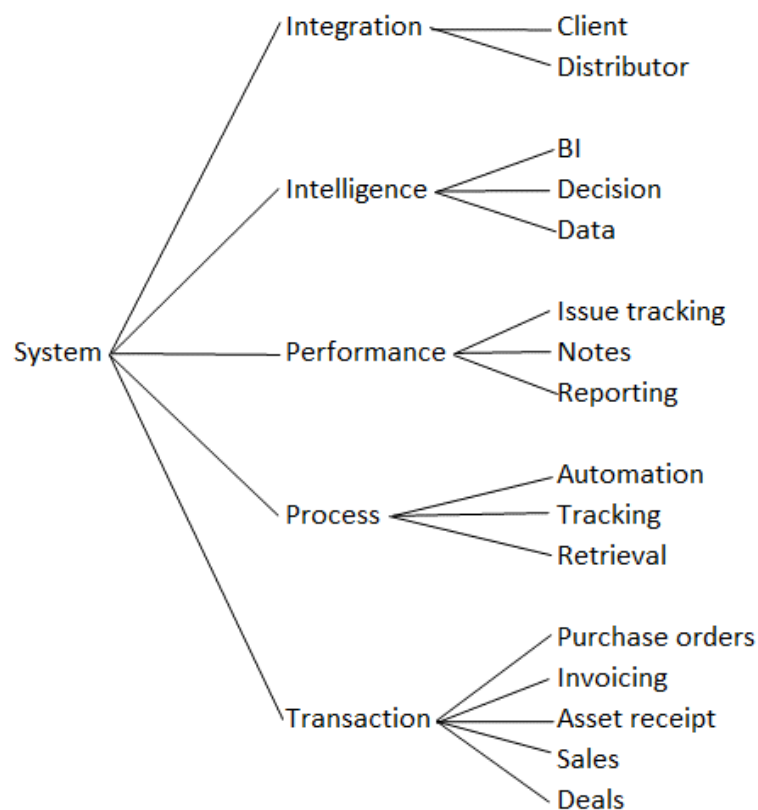 Integration
Client
Distributor
Intelligence
BI
Decision
Data
System
Performance
Issue tracking
Notes
Reporting
Process
Automation
Tracking
Retrieval
Transaction
Purchase orders
Invoicing
Asset receipt
Sales
Deals